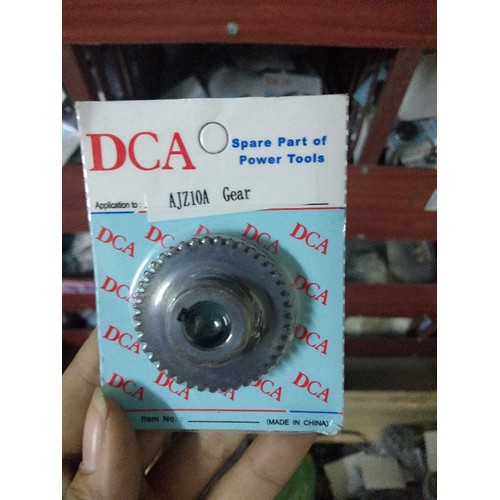 DCA
Spare Part of
Power Tools
Application to :
AJZ10A Gear
DCA DCA DCA
DCA
DCA
DCA
DCA
DCA
DCA
DCA
DCA DCA DCA
Item No. :
(MADE IN CHINA)